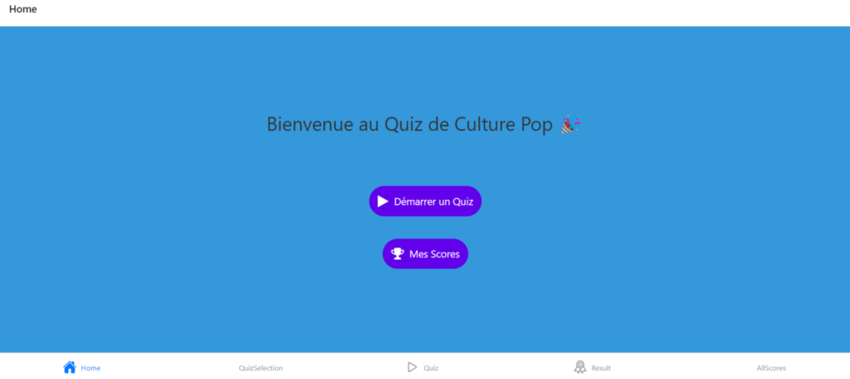 Home
Bienvenue au Quiz de Culture Pop 🎉
Démarrer un Quiz
Mes Scores
Home
QuizSelection
Quiz
Result
AllScores